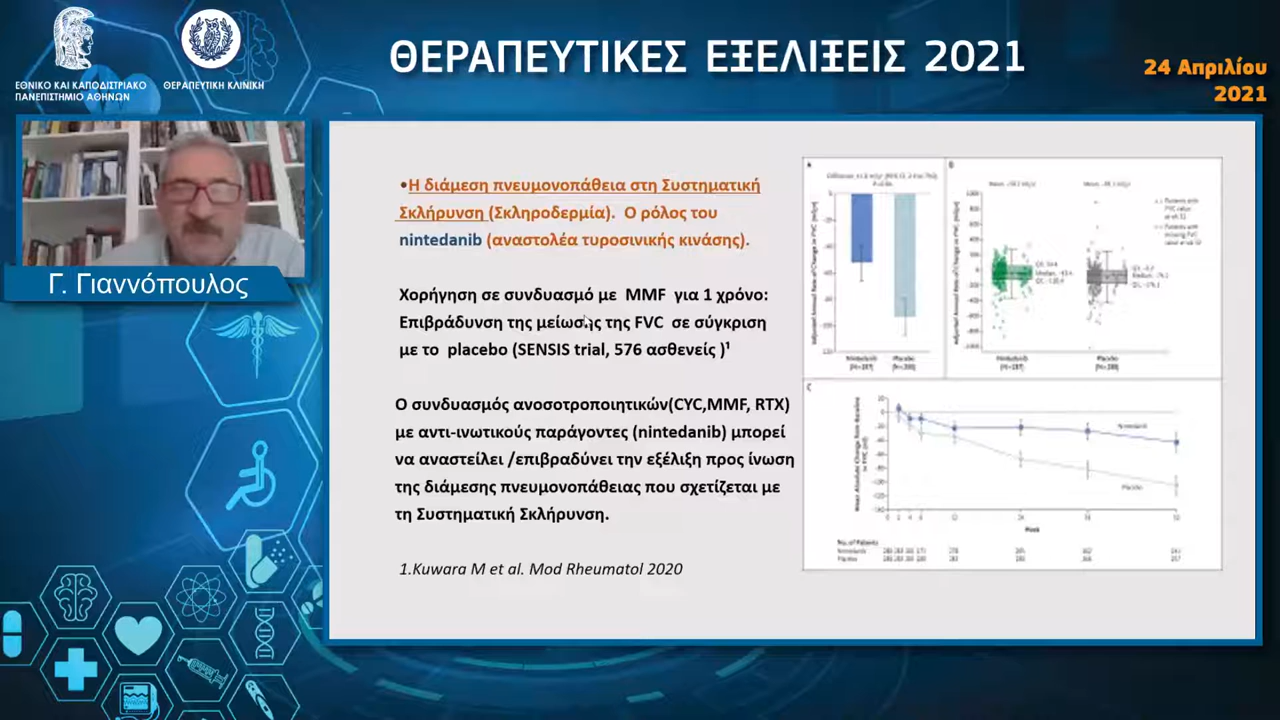 ΕΘΝΙΚΟ ΚΑΙ ΚΑΠΟΔΙΣΤΡΙΑΚΟ
ΠΑΝΕΠΙΣΤΗΜΙΟ ΑΘΗΝΩΝ
ΘΕΡΑΠΕΥΤΙΚΗ ΚΛΙΝΙΚΗ
ΘΕΡΑΠΕΥΤΙΚΕΣ ΕΞΕΛΙΞΕΙΣ 2021
24 Απριλίου
2021
Γ. Γιαννόπουλος
•Η διάμεση πνευμονοπάθεια στη Συστηματική
Σκλήρυνση (Σκληροδερμία). Ο ρόλος του
nintedanib (αναστολέα τυροσινικής κινάσης).
Χορήγηση σε συνδυασμό με MMF για 1 χρόνο:
Επιβράδυνση της μείωσης της FVC σε σύγκριση
με το placebo (SENSIS trial, 576 ασθενείς )¹
Ο συνδυασμός ανοσοτροποιητικών(CYC,MMF, RTX)
με αντι-ινωτικούς παράγοντες (nintedanib) μπορεί
να αναστείλει /επιβραδύνει την εξέλιξη προς ίνωση
της διάμεσης πνευμονοπάθειας που σχετίζεται με
τη Συστηματική Σκλήρυνση.
1.Kuwara M et al. Mod Rheumatol 2020
A
B
Nintedanib
Placebo
Nintedanib
Placebo
C
Nintedanib
Placebo
Week
No. of Patients
Nintedanib
Placebo